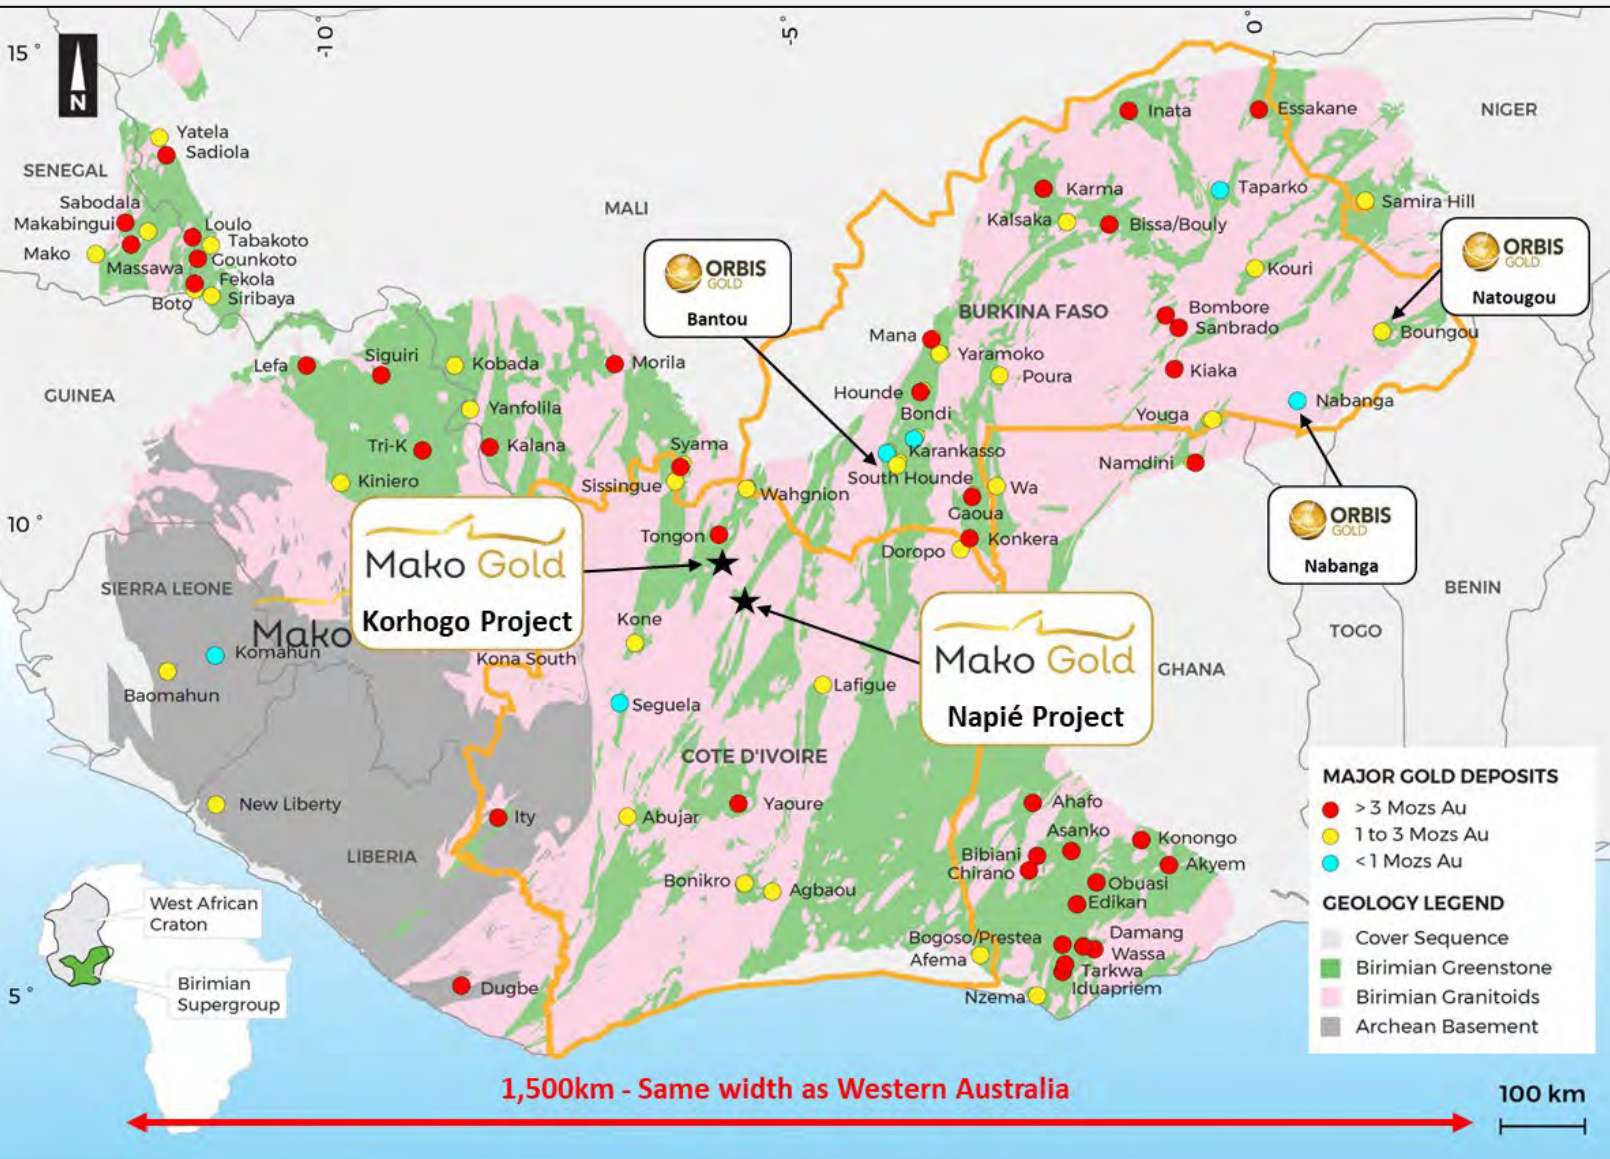 -10°
-5°
0°
15°
N
Inata
Essakane
NIGER
Yatela
Sadiola
SENEGAL
Karma
Taparko
Samira Hill
Sabodala
Makabingui
Loulo
MALI
Kalsaka
Bissa/Bouly
Mako
Tabakoto
Gounkoto
Massawa
Fekola
Boto
Siribaya
ORBIS
GOLD
Bantou
Kouri
ORBIS
GOLD
Natougou
BURKINA FASO
Bombore
Sanbrado
Boungou
Mana
Yaramoko
Lefa
Siguiri
Kobada
Morila
Poura
Kiaka
GUINEA
Hounde
Nabanga
Yanfolila
Bondi
Youga
Tri-K
Kalana
Syama
Karankasso
Namdini
Kiniero
Sissingue
Wahgnion
South Hounde
Wa
Gaoua
10°
Mako Gold
Korhogo Project
Tongon
Doropo
Konkera
ORBIS
GOLD
Nabanga
SIERRA LEONE
BENIN
Mako
Kone
TOGO
Komahun
Kona South
Mako Gold
Napié Project
GHANA
Baomahun
Lafigue
Seguela
COTE D'IVOIRE
New Liberty
Ity
Abujar
Yaoure
Ahafo
Asanko
Konongo
LIBERIA
Bibiani
Chirano
Akyem
Bonikro
Agbaou
Obuasi
Edikan
Bogoso/Prestea
Damang
Afema
Wassa
Tarkwa
Dugbe
Nzema
Iduapriem
5°
West African
Craton
Birimian
Supergroup
MAJOR GOLD DEPOSITS
> 3 Mozs Au
1 to 3 Mozs Au
< 1 Mozs Au
GEOLOGY LEGEND
Cover Sequence
Birimian Greenstone
Birimian Granitoids
Archean Basement
1,500km - Same width as Western Australia
100 km